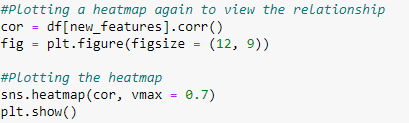 #Plotting a heatmap again to view the relationship
cor = df[new_features].corr()
fig = plt.figure(figsize = (12, 9))
#Plotting the heatmap
sns.heatmap(cor, vmax = 0.7)
plt.show()